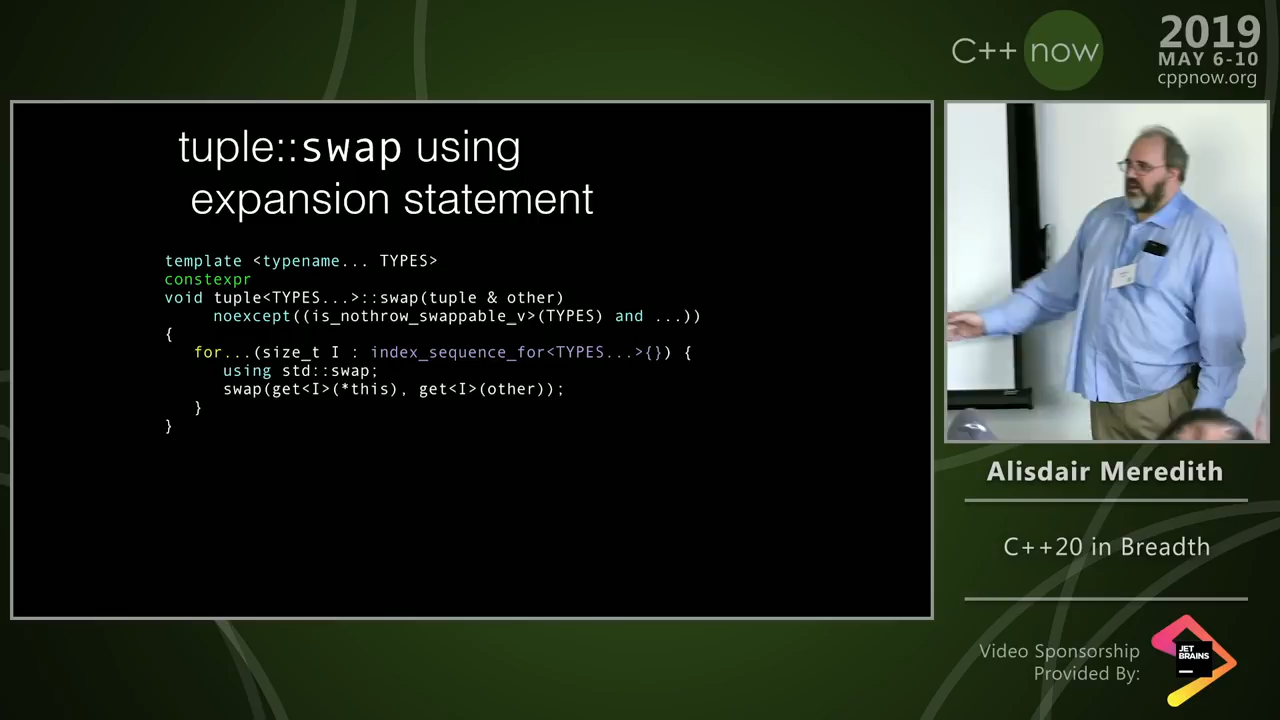 C++ now
2019
MAY 6-10
cppnow.org
tuple::swap using
expansion statement
template <typename... TYPES>
constexpr
void tuple<TYPES...>::swap(tuple & other)
noexcept((is_nothrow_swappable_v>(TYPES) and ...))
{
for...(size_t I : index_sequence_for<TYPES...>{}) {
using std::swap;
swap(get<I>(*this), get<I>(other));
}
}
Alisdair Meredith
C++20 in Breadth
Video Sponsorship
Provided By:
JET
BRAINS